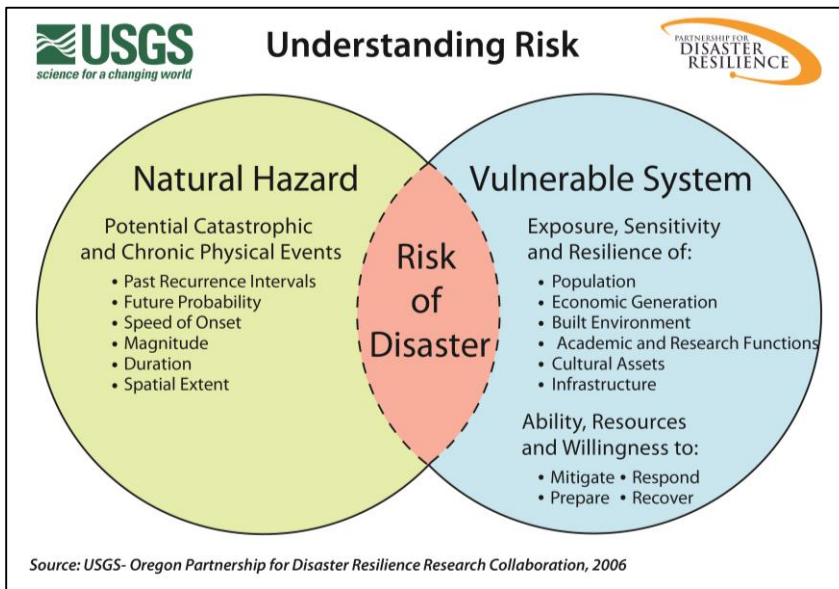 USGS
science for a changing world
Understanding Risk
PARTNERSHIP FOR
DISASTER
RESILIENCE
Natural Hazard
Potential Catastrophic
and Chronic Physical Events
• Past Recurrence Intervals
• Future Probability
• Speed of Onset
• Magnitude
• Duration
• Spatial Extent
Risk
of
Disaster
Vulnerable System
Exposure, Sensitivity
and Resilience of:
• Population
• Economic Generation
• Built Environment
• Academic and Research Functions
• Cultural Assets
• Infrastructure
Ability, Resources
and Willingness to:
• Mitigate • Respond
• Prepare • Recover
Source: USGS- Oregon Partnership for Disaster Resilience Research Collaboration, 2006